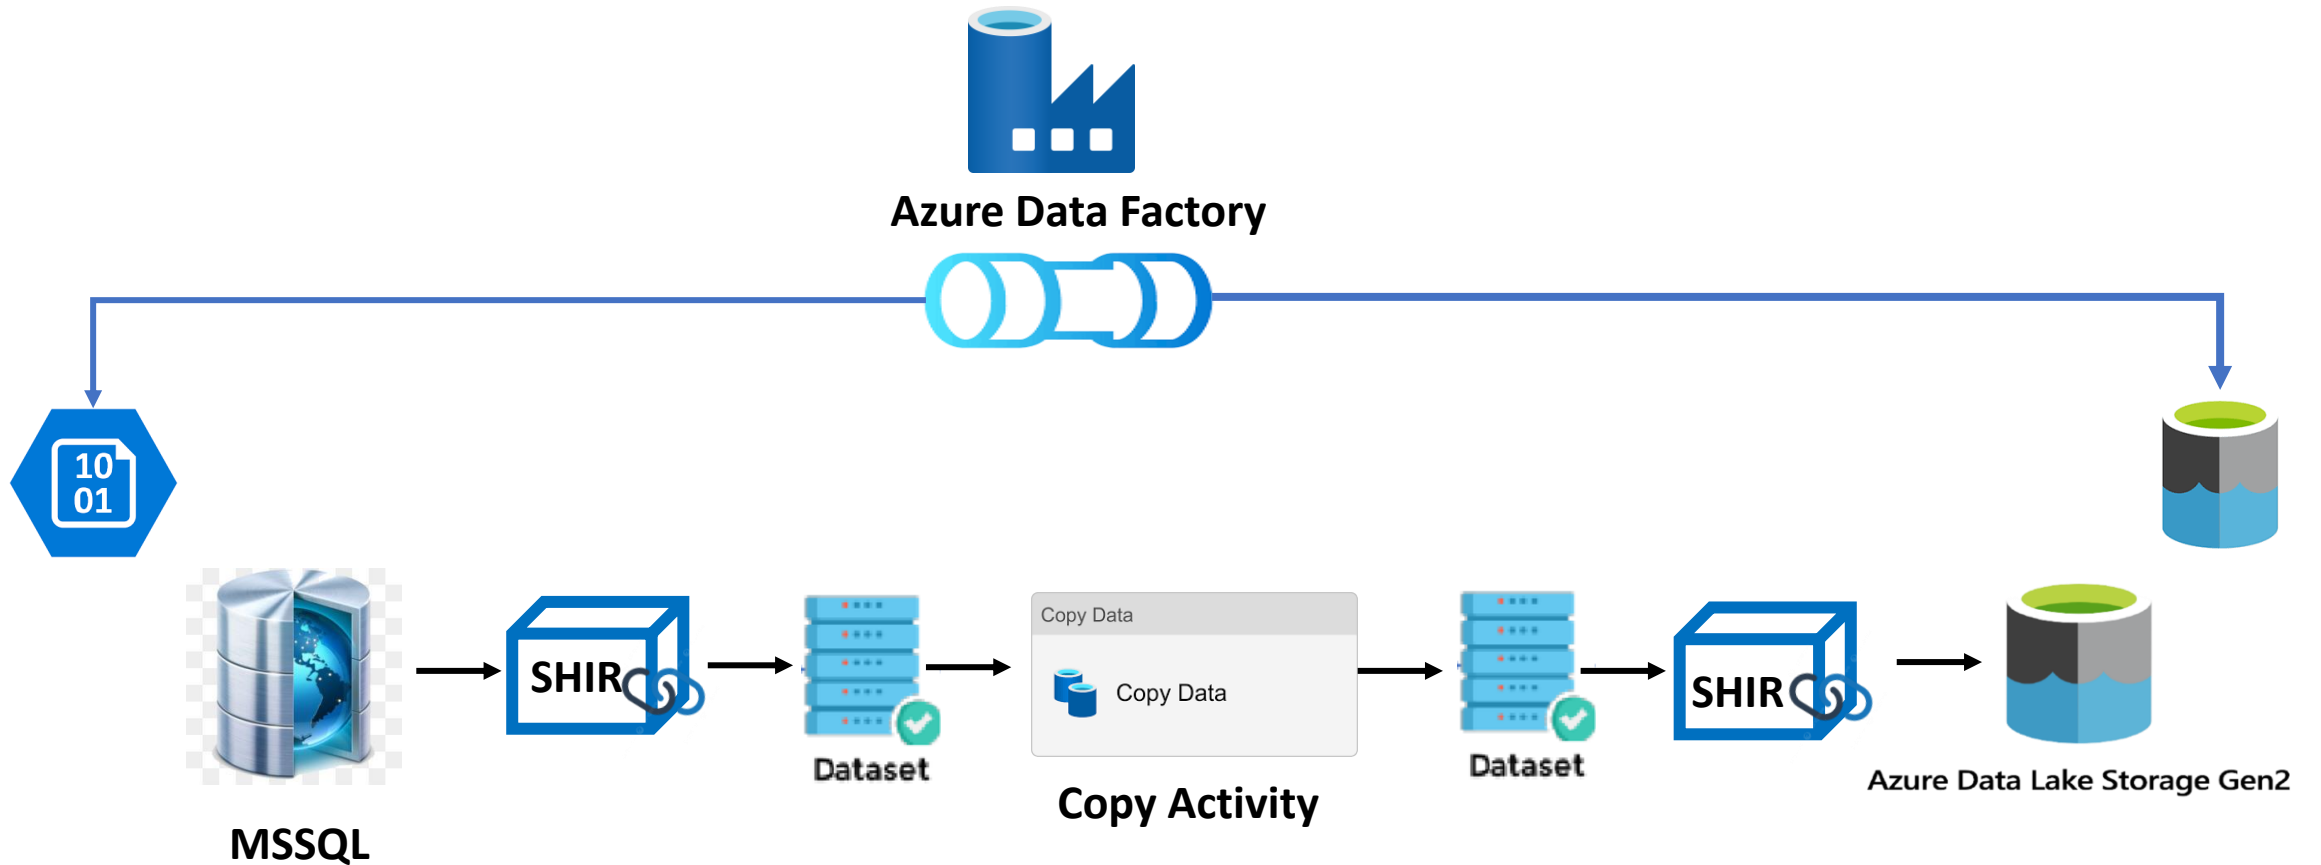 Azure Data Factory
10
01
SHIR
Dataset
Copy Data
Copy Data
Copy Activity
Dataset
SHIR
Azure Data Lake Storage Gen2
MSSQL